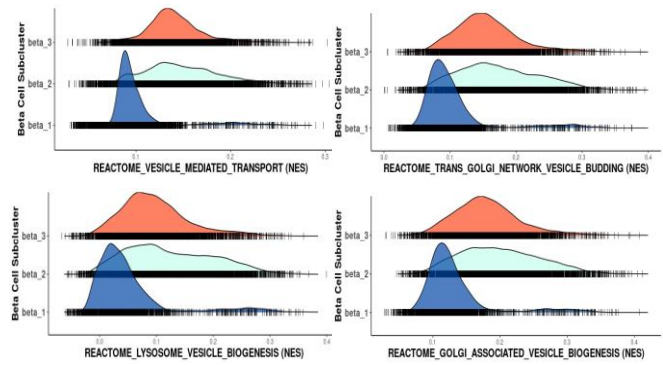 Beta Cell Subcluster
beta_3
beta_2
beta_1
0.1
0.2
0.3
REACTOME_VESICLE_MEDIATED_TRANSPORT (NES)
Beta Cell Subcluster
beta_3
beta_2
beta_1
0.0
0.1
0.2
0.3
0.4
REACTOME_TRANS_GOLGI_NETWORK_VESICLE_BUDDING (NES)
Beta Cell Subcluster
beta_3
beta_2
beta_1
0.0
0.1
0.2
0.3
0.4
REACTOME_LYSOSOME_VESICLE_BIOGENESIS (NES)
Beta Cell Subcluster
beta_3
beta_2
beta_1
0.0
0.1
0.2
0.3
0.4
REACTOME_GOLGI_ASSOCIATED_VESICLE_BIOGENESIS (NES)